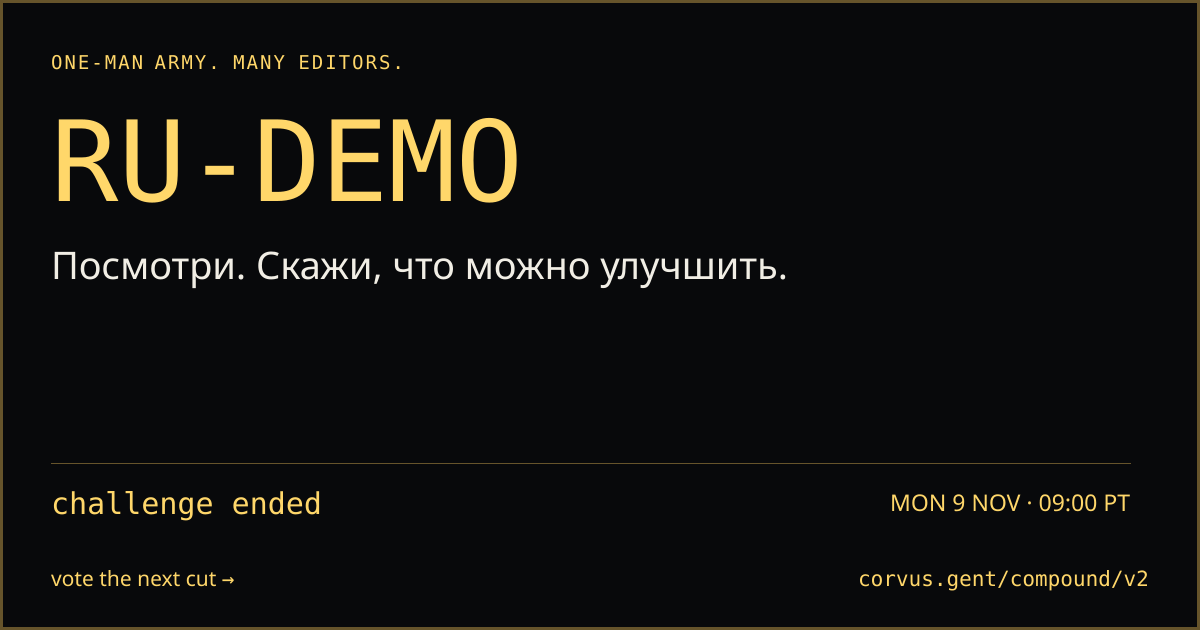 ONE-MAN ARMY. MANY EDITORS.
RU-DEMO
Посмотри. Скажи, что можно улучшить.
challenge ended
MON 9 NOV · 09:00 PT
vote the next cut →
corvus.gent/compound/v2